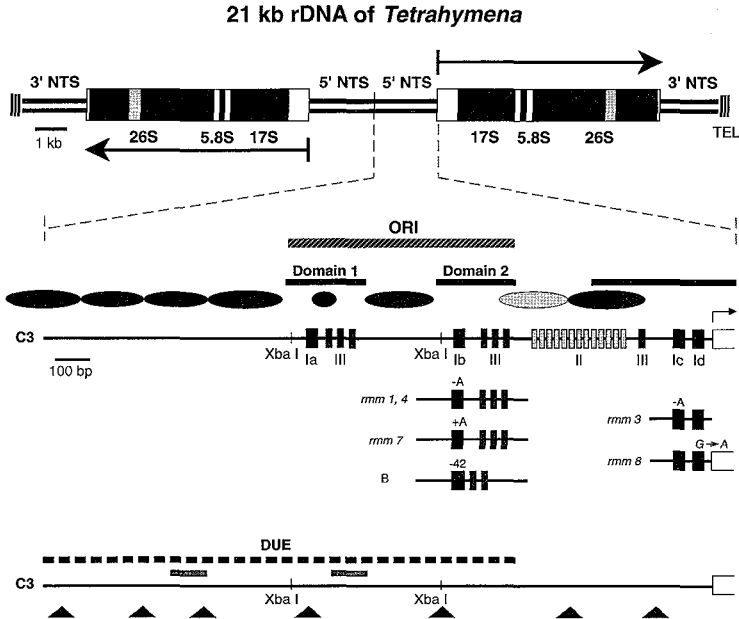 21 kb rDNA of Tetrahymena
3' NTS 5' NTS 5' NTS 3' NTS
26S 5.8S 17S 17S 5.8S 26S TEL
1 kb
ORI
Domain 1 Domain 2
C3
Xba I Ia III Xba I Ib III II III Ic Id
100 bp
-A
rmm 1, 4
-A
rmm 3
+A
rmm 7
G→A
rmm 8
-42
B
DUE
C3
Xba I Xba I